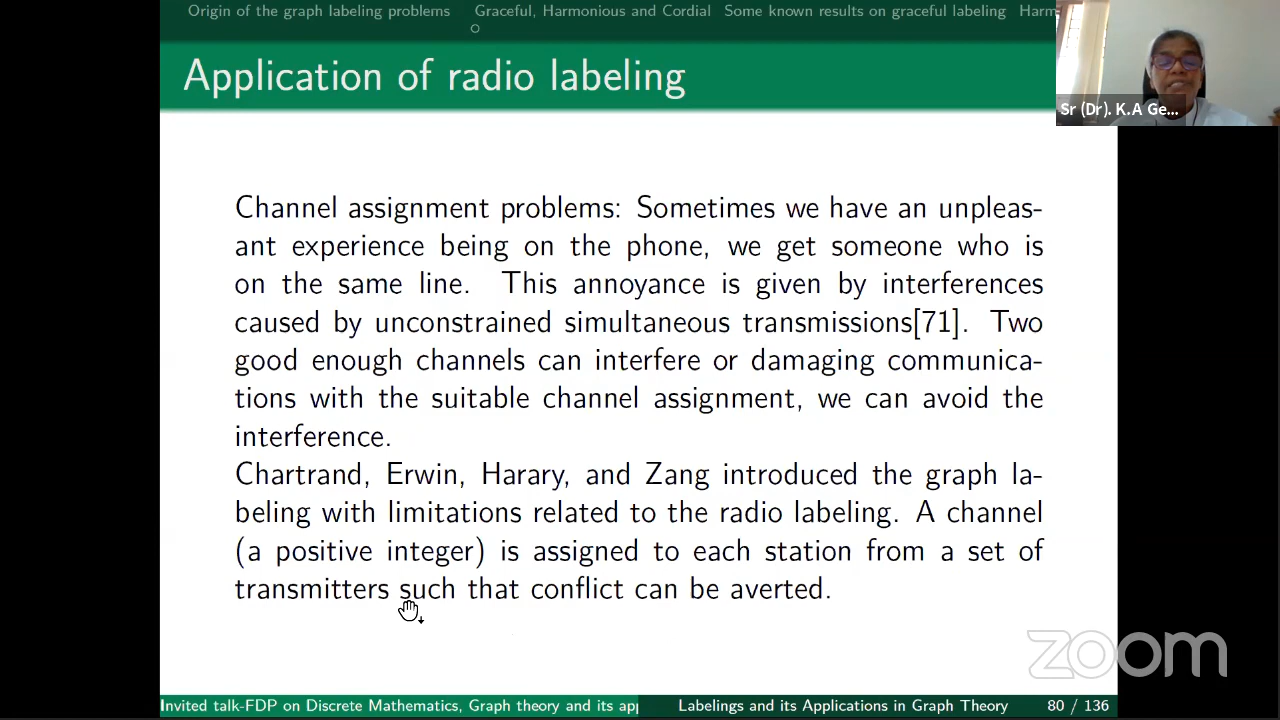 Origin of the graph labeling problems Graceful, Harmonious and Cordial Some known results on graceful labeling Harm
Application of radio labeling
Sr (Dr). K.A Ge...
Channel assignment problems: Sometimes we have an unpleas-
ant experience being on the phone, we get someone who is
on the same line. This annoyance is given by interferences
caused by unconstrained simultaneous transmissions[71]. Two
good enough channels can interfere or damaging communica-
tions with the suitable channel assignment, we can avoid the
interference.
Chartrand, Erwin, Harary, and Zang introduced the graph la-
beling with limitations related to the radio labeling. A channel
(a positive integer) is assigned to each station from a set of
transmitters such that conflict can be averted.
zoom
Invited talk-FDP on Discrete Mathematics, Graph theory and its app Labelings and its Applications in Graph Theory 80 / 136